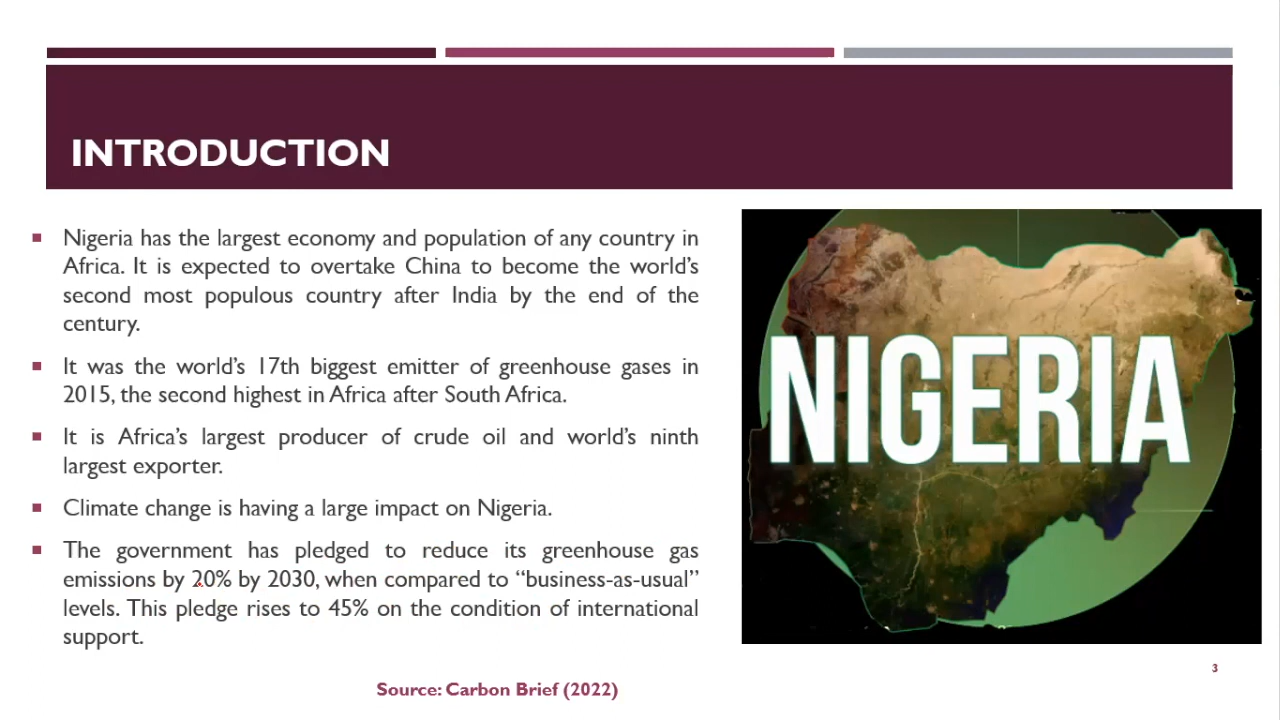 INTRODUCTION
Nigeria has the largest economy and population of any country in
Africa. It is expected to overtake China to become the world’s
second most populous country after India by the end of the
century.
It was the world’s 17th biggest emitter of greenhouse gases in
2015, the second highest in Africa after South Africa.
It is Africa’s largest producer of crude oil and world’s ninth
largest exporter.
Climate change is having a large impact on Nigeria.
The government has pledged to reduce its greenhouse gas
emissions by 20% by 2030, when compared to “business-as-usual”
levels. This pledge rises to 45% on the condition of international
support.
NIGERIA
3
Source: Carbon Brief (2022)